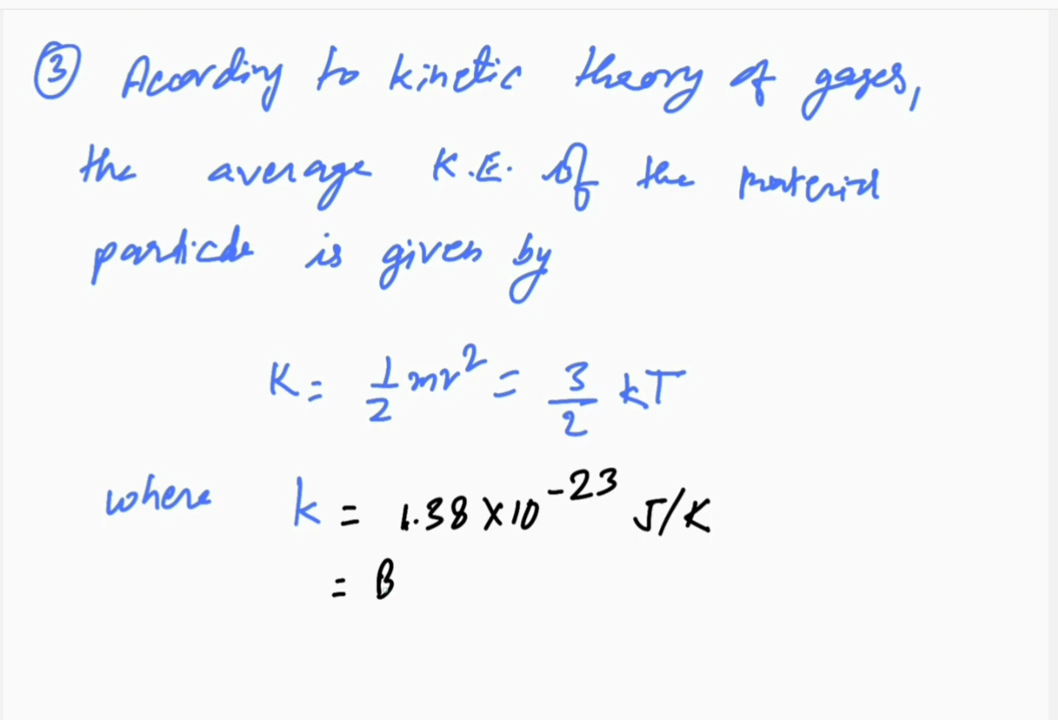 ③ Acording to kinetic theory of gases,
the average K.E. of the material
particle is given by
K = 1/2 mv² = 3/2 kT
where k = 1.38 × 10⁻²³ J/K
= B